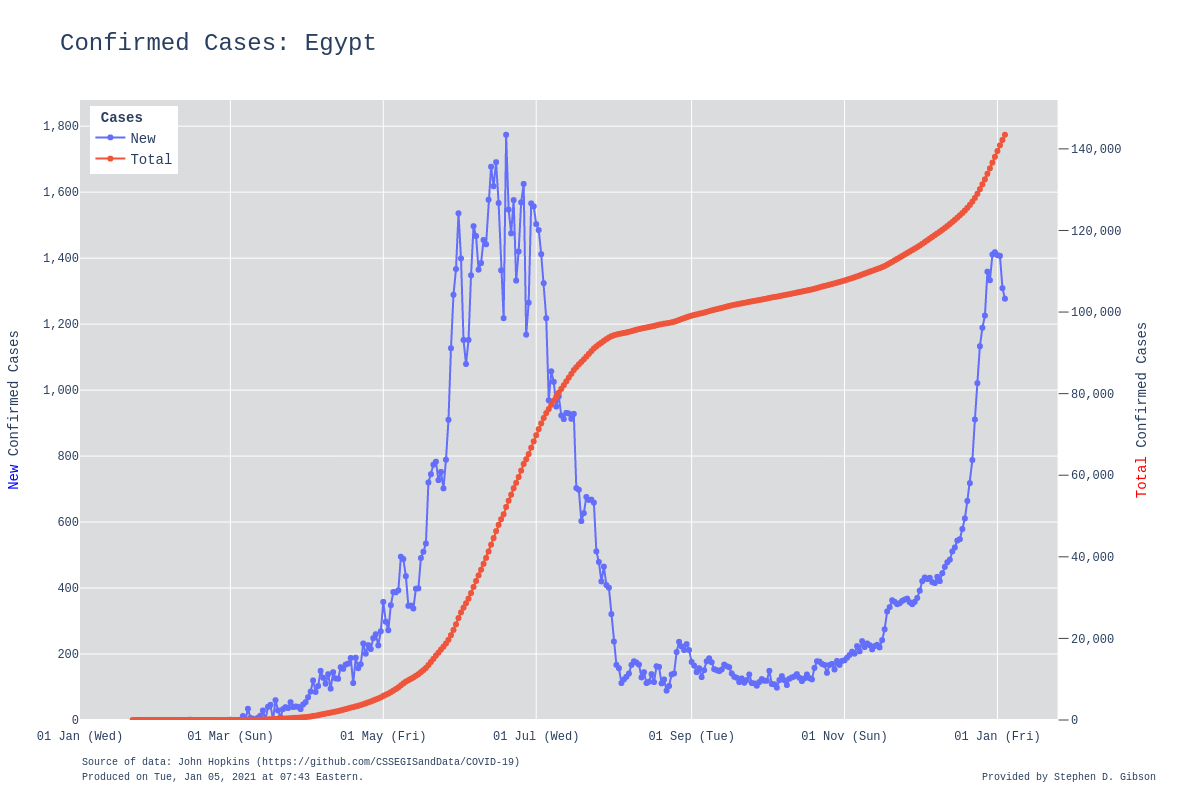 Confirmed Cases: Egypt
Cases
New
Total
1,800
1,600
1,400
1,200
1,000
800
600
400
200
0
New Confirmed Cases
140,000
120,000
100,000
80,000
60,000
40,000
20,000
0
Total Confirmed Cases
01 Jan (Wed)
01 Mar (Sun)
01 May (Fri)
01 Jul (Wed)
01 Sep (Tue)
01 Nov (Sun)
01 Jan (Fri)
Source of data: John Hopkins (https://github.com/CSSEGISandData/COVID-19)
Produced on Tue, Jan 05, 2021 at 07:43 Eastern.
Provided by Stephen D. Gibson